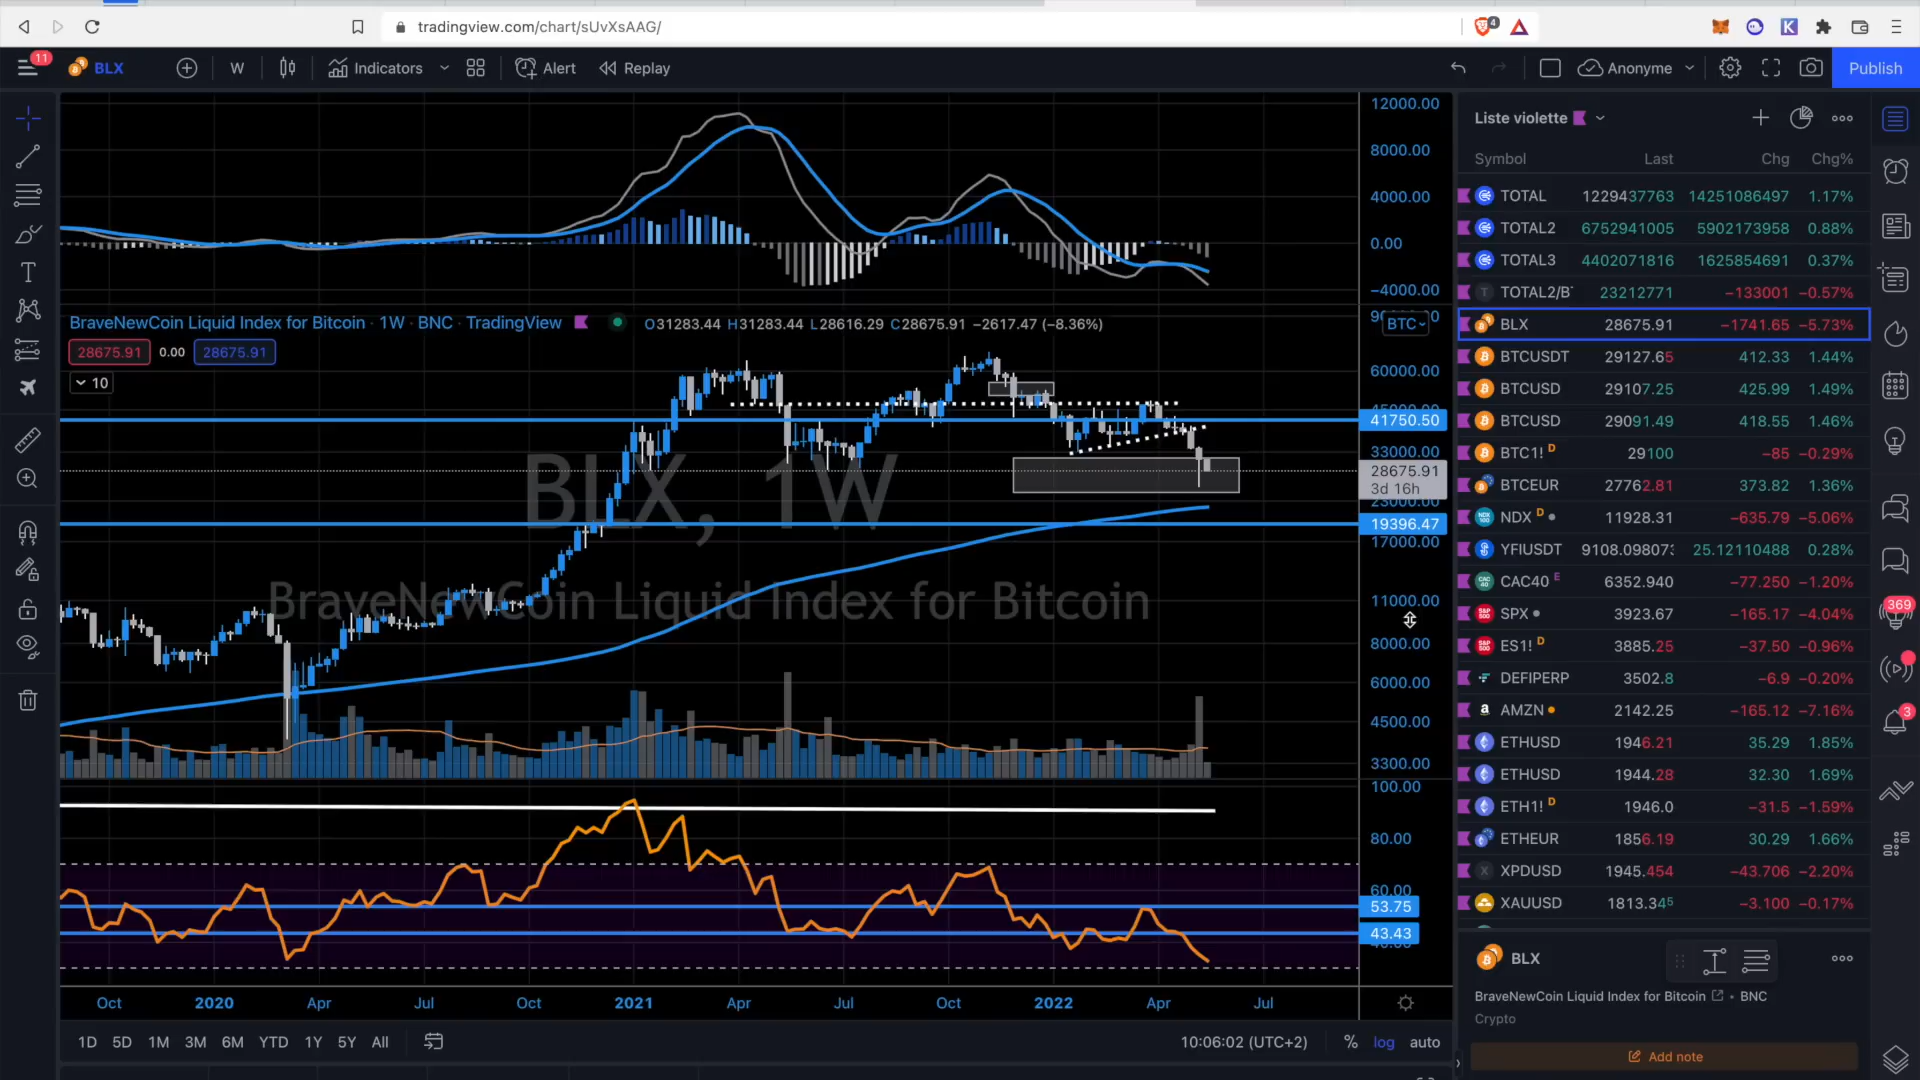 tradingview.com/chart/sUvXsAAG/
4
11
BLX
W
Indicators
Alert
Replay
Anonyme
Publish
12000.00
8000.00
4000.00
0.00
−4000.00
BraveNewCoin Liquid Index for Bitcoin · 1W · BNC · TradingView
O31283.44 H31283.44 L28616.29 C28675.91 −2617.47 (−8.36%)
BTC
28675.91 0.00 28675.91
10
60000.00
41750.50
33000.00
28675.91
3d 16h
19396.47
17000.00
11000.00
8000.00
6000.00
4500.00
3300.00
BLX, 1W
BraveNewCoin Liquid Index for Bitcoin
100.00
80.00
60.00
53.75
43.43
Oct 2020 Apr Jul Oct 2021 Apr Jul Oct 2022 Apr Jul
1D 5D 1M 3M 6M YTD 1Y 5Y All
10:06:02 (UTC+2) % log auto
Liste violette
Symbol Last Chg Chg%
TOTAL 1229437763 14251086497 1.17%
TOTAL2 6752941005 5902173958 0.88%
TOTAL3 4402071816 1625854691 0.37%
TOTAL2/B 23212771 −133001 −0.57%
BLX 28675.91 −1741.65 −5.73%
BTCUSDT 29127.65 412.33 1.44%
BTCUSD 29107.25 425.99 1.49%
BTCUSD 29091.49 418.55 1.46%
BTC1! D 29100 −85 −0.29%
BTCEUR 27762.81 373.82 1.36%
NDX D 11928.31 −635.79 −5.06%
YFIUSDT 9108.098073 25.12110488 0.28%
CAC40 E 6352.940 −77.250 −1.20%
SPX 3923.67 −165.17 −4.04%
ES1! D 3885.25 −37.50 −0.96%
DEFIPERP 3502.8 −6.9 −0.20%
AMZN 2142.25 −165.12 −7.16%
ETHUSD 1946.21 35.29 1.85%
ETHUSD 1944.28 32.30 1.69%
ETH1! D 1946.0 −31.5 −1.59%
ETHEUR 1856.19 30.29 1.66%
XPDUSD 1945.454 −43.706 −2.20%
XAUUSD 1813.345 −3.100 −0.17%
BLX
BraveNewCoin Liquid Index for Bitcoin • BNC
Crypto
Add note
369
3